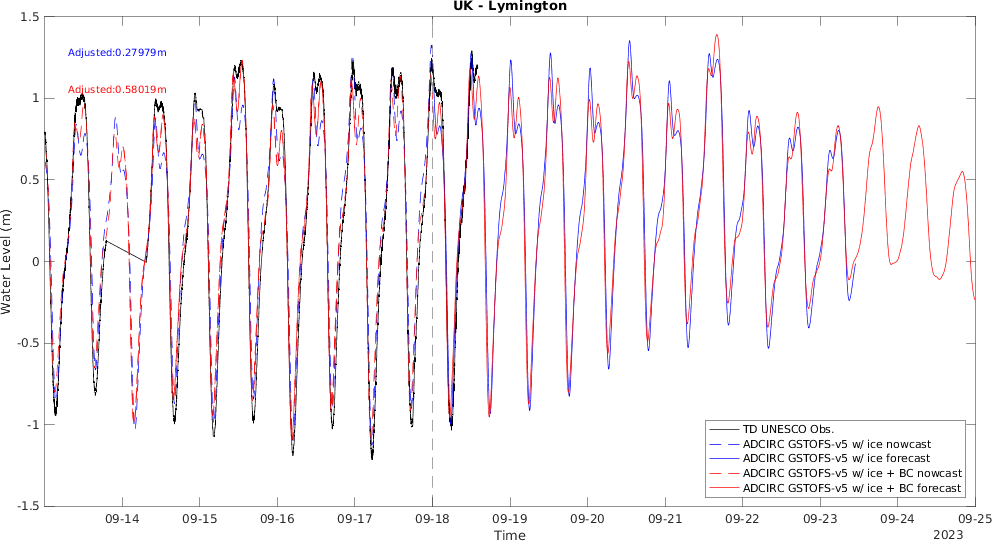 UK - Lymington
Adjusted:0.27979m
Adjusted:0.58019m
Water Level (m)
1.5
1
0.5
0
-0.5
-1
-1.5
TD UNESCO Obs.
ADCIRC GSTOFS-v5 w/ ice nowcast
ADCIRC GSTOFS-v5 w/ ice forecast
ADCIRC GSTOFS-v5 w/ ice + BC nowcast
ADCIRC GSTOFS-v5 w/ ice + BC forecast
09-14 09-15 09-16 09-17 09-18 09-19 09-20 09-21 09-22 09-23 09-24 09-25
Time
2023